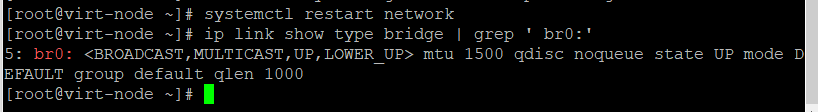 [root@virt-node ~]# systemctl restart network
[root@virt-node ~]# ip link show type bridge | grep ' br0:'
5: br0: <BROADCAST,MULTICAST,UP,LOWER_UP> mtu 1500 qdisc noqueue state UP mode D
EFAULT group default qlen 1000
[root@virt-node ~]#